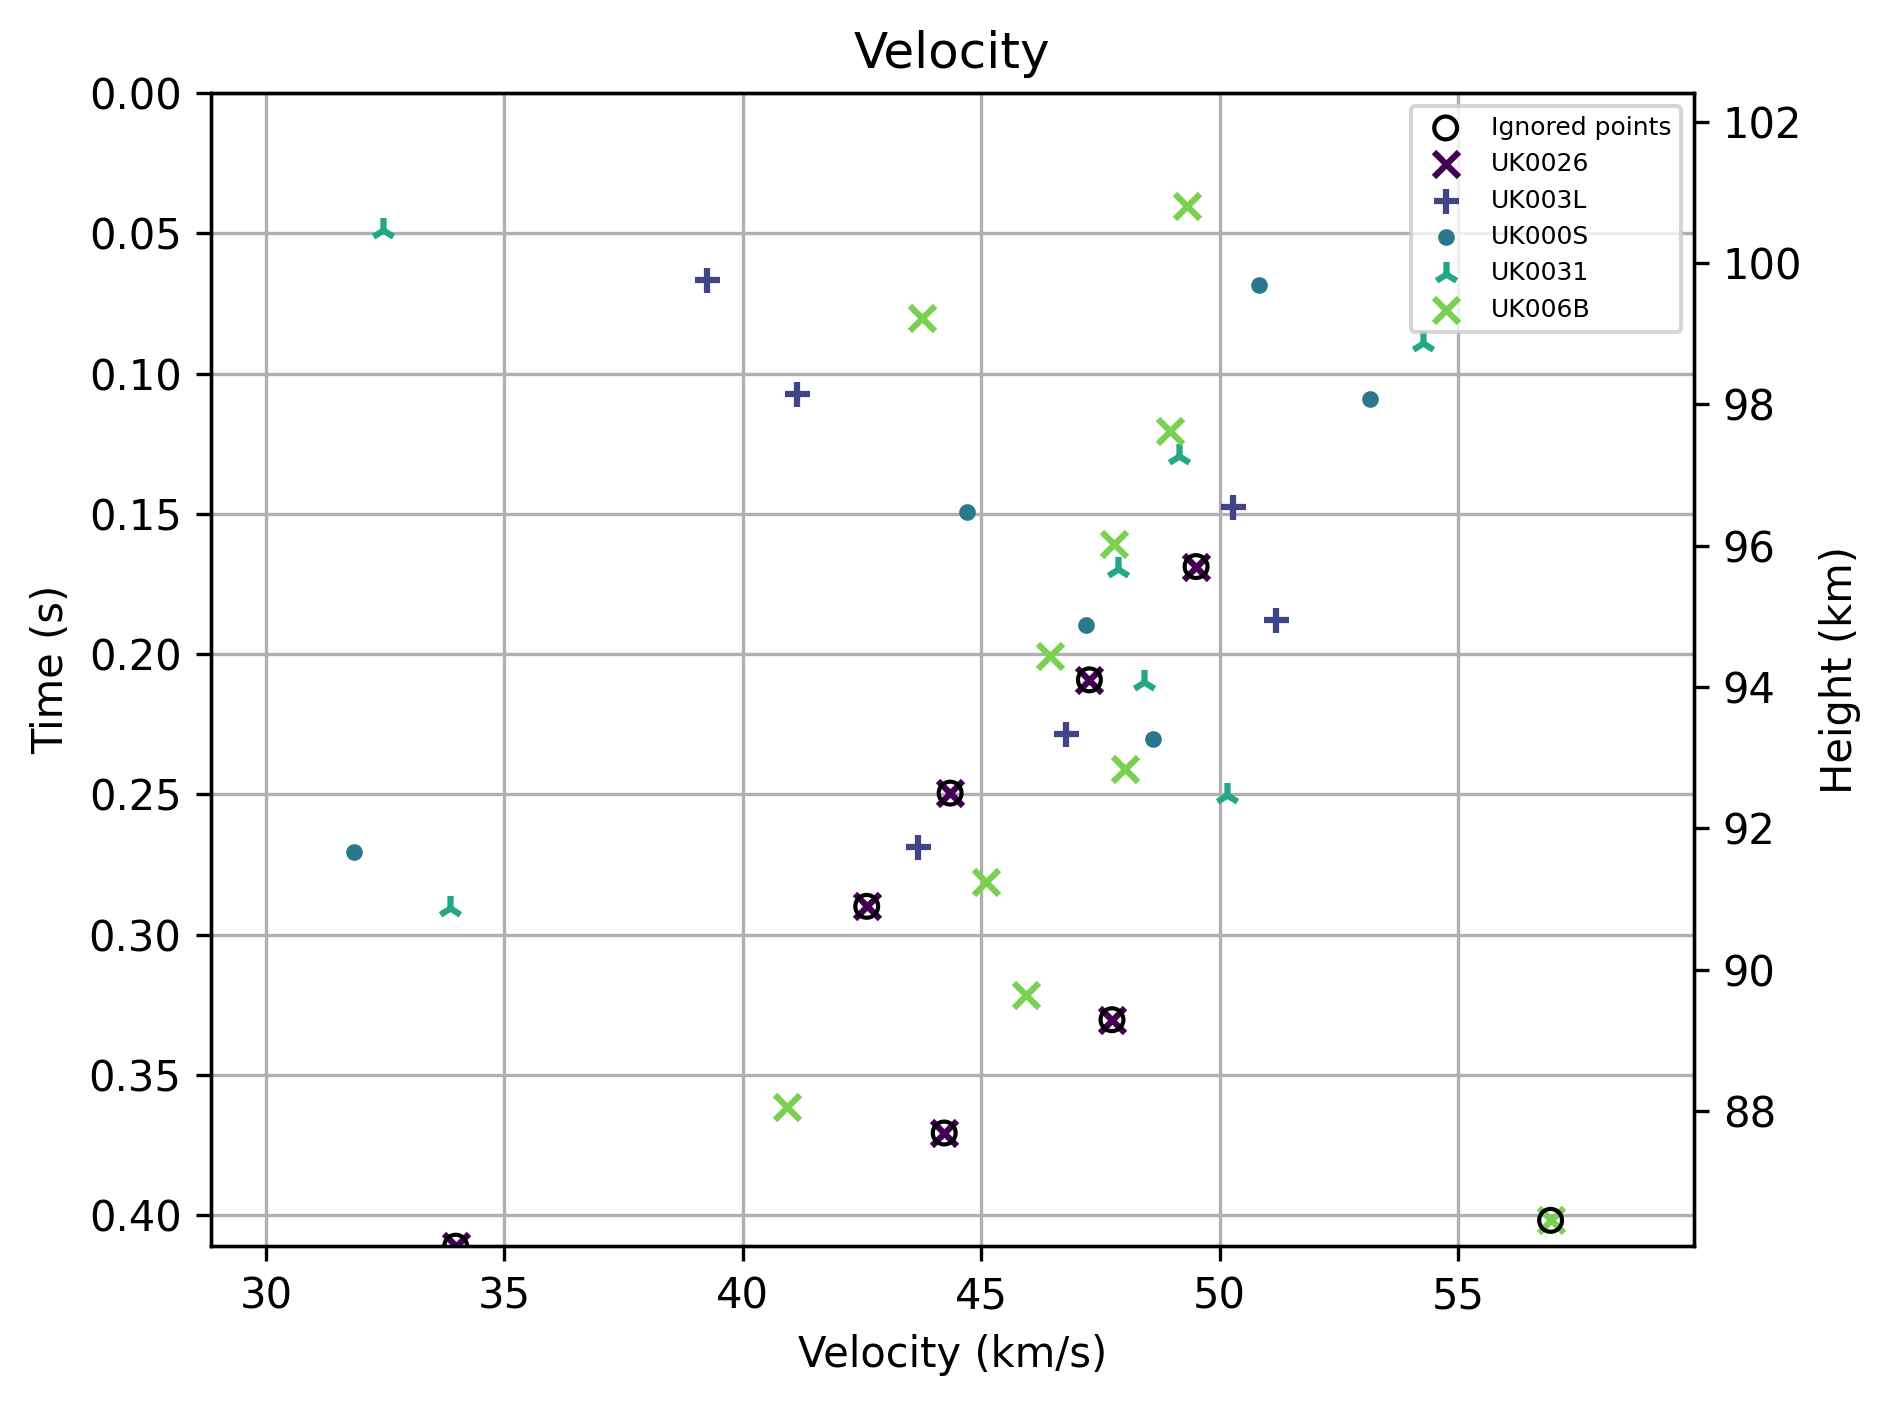 Velocity
0.00
0.05
0.10
0.15
0.20
0.25
0.30
0.35
0.40
Time (s)
Ignored points
UK0026
UK003L
UK000S
UK0031
UK006B
102
100
98
96
94
92
90
88
Height (km)
30 35 40 45 50 55
Velocity (km/s)